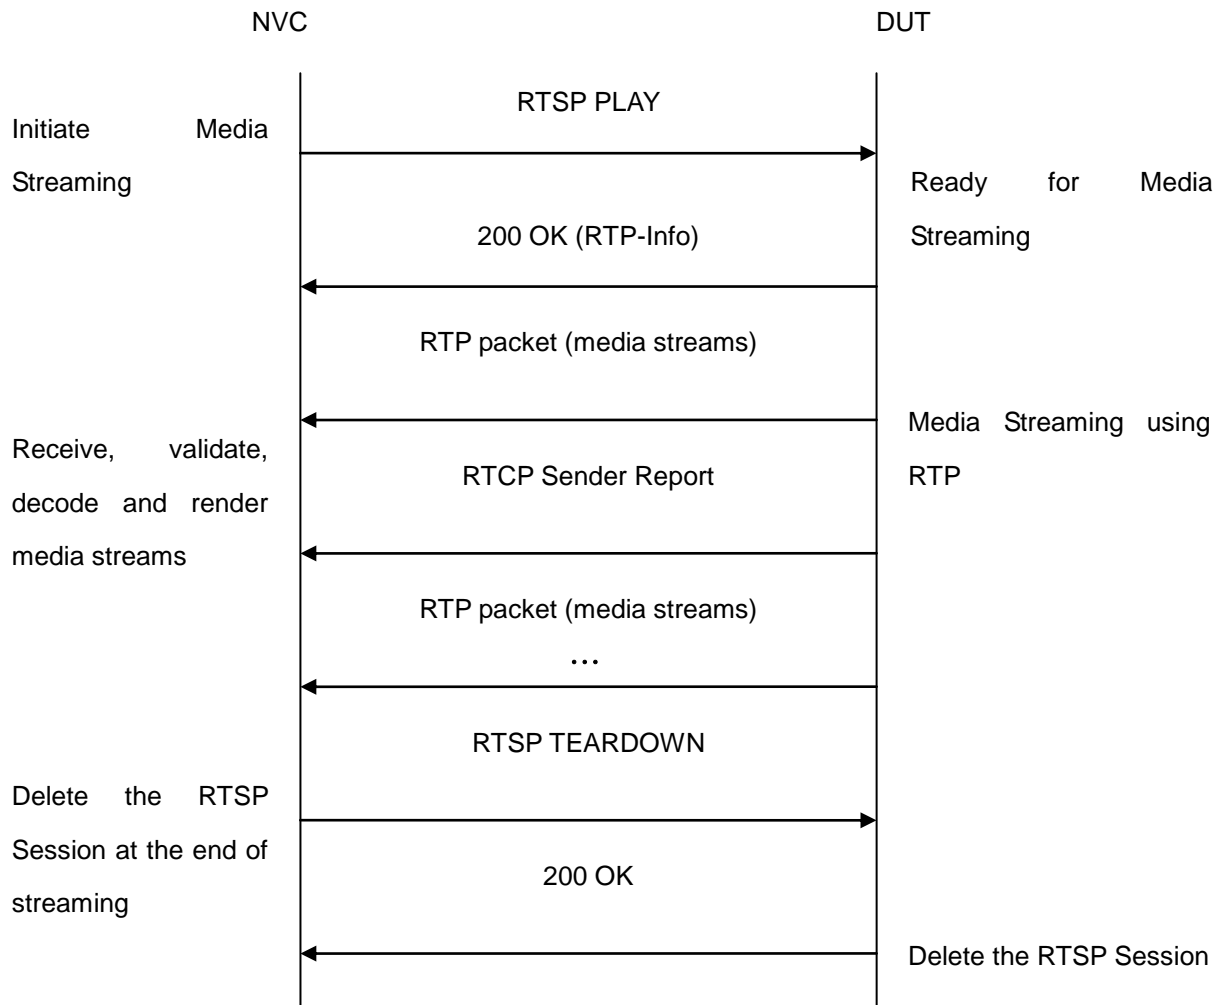 NVC
DUT
RTSP PLAY
Initiate Media
Streaming
Ready for Media
Streaming
200 OK (RTP-Info)
RTP packet (media streams)
Media Streaming using
RTP
Receive, validate,
decode and render
media streams
RTCP Sender Report
RTP packet (media streams)
...
RTSP TEARDOWN
Delete the RTSP
Session at the end of
streaming
200 OK
Delete the RTSP Session